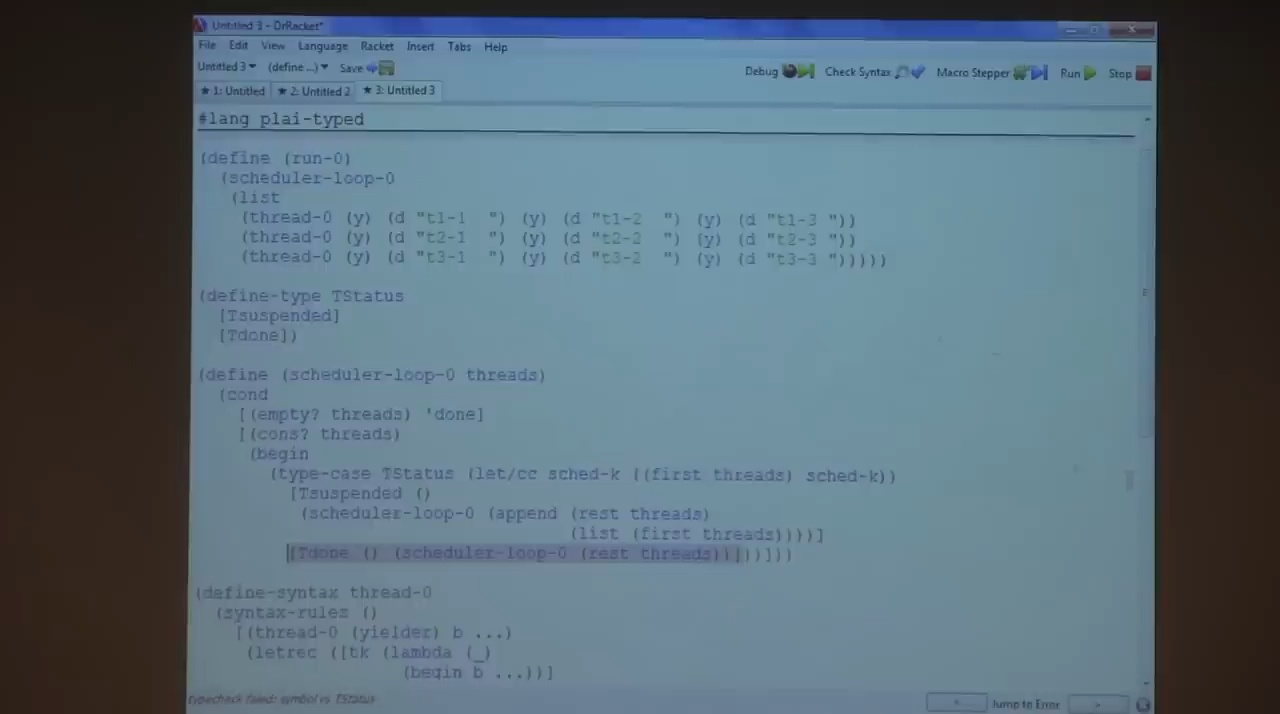 Untitled 3 - DrRacket*
File Edit View Language Racket Insert Tabs Help
Untitled 3 (define ...) Save Debug Check Syntax Macro Stepper Run Stop
1: Untitled 2: Untitled 2 3: Untitled 3
#lang plai-typed
(define (run-0)
(scheduler-loop-0
(list
(thread-0 (y) (d "t1-1 ") (y) (d "t1-2 ") (y) (d "t1-3 "))
(thread-0 (y) (d "t2-1 ") (y) (d "t2-2 ") (y) (d "t2-3 "))
(thread-0 (y) (d "t3-1 ") (y) (d "t3-2 ") (y) (d "t3-3 ")))))
(define-type TStatus
[Tsuspended]
[Tdone])
(define (scheduler-loop-0 threads)
(cond
[(empty? threads) 'done]
[(cons? threads)
(begin
(type-case TStatus (let/cc sched-k ((first threads) sched-k))
[Tsuspended ()
(scheduler-loop-0 (append (rest threads)
(list (first threads))))]
[Tdone () (scheduler-loop-0 (rest threads))]))]))
(define-syntax thread-0
(syntax-rules ()
[(thread-0 (yielder) b ...)
(letrec ([tk (lambda (_)
(begin b ...))]
typecheck failed: symbol vs TStatus
< Jump to Error >